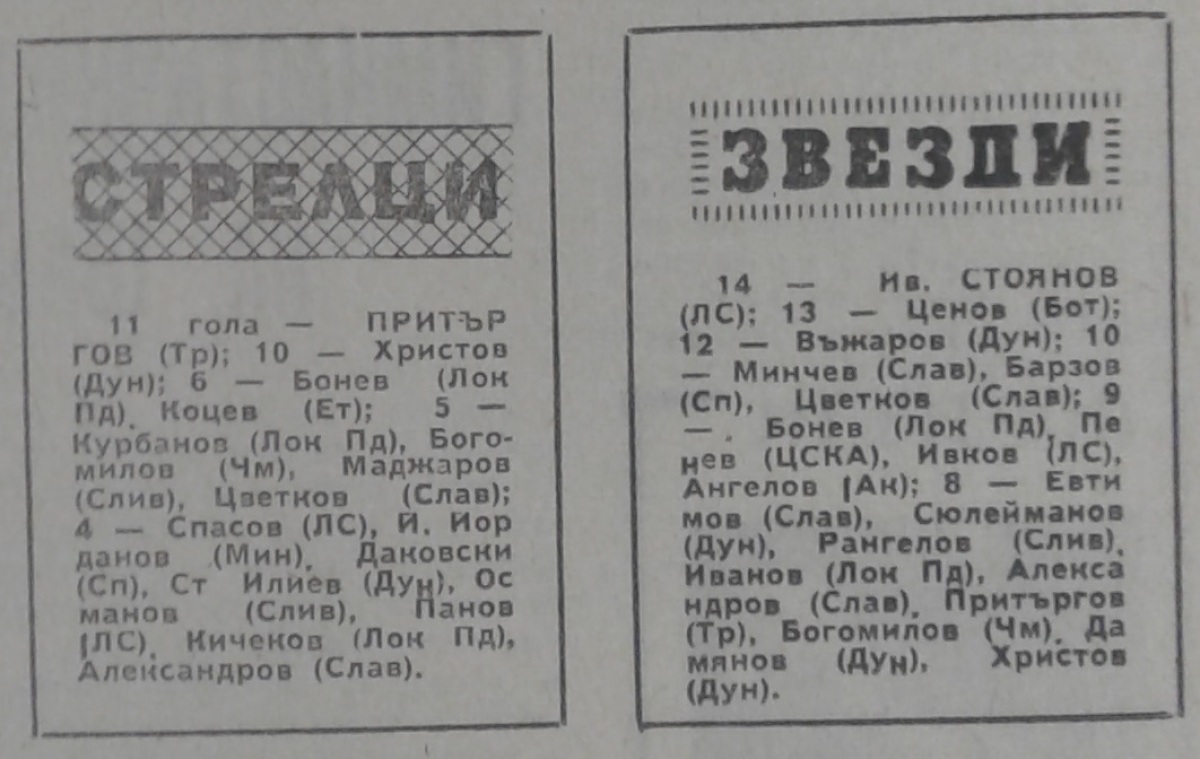 СТРЕЛЦИ
11 гола — ПРИТЪР
ГОВ (Тр); 10 — Христов
(Дун); 6 — Бонев (Лок
Пд), Коцев (Ет); 5 —
Курбанов (Лок Пд), Бого-
милов (Чм), Маджаров
(Слив), Цветков (Слав);
4 — Спасов (ЛС), Й. Йор
данов (Мин), Даковски
(Сп), Ст Илиев (Дун), Ос
манов (Слив), Панов
(ЛС), Кичеков (Лок Пд),
Александров (Слав).
ЗВЕЗДИ
14 — Ив. СТОЯНОВ
(ЛС); 13 — Ценов (Бот);
12 — Въжаров (Дун); 10
— Минчев (Слав), Барзов
(Сп), Цветков (Слав); 9
— . Бонев (Лок Пд), Пе
нев (ЦСКА), Ивков (ЛС),
Ангелов (Ак); 8 — Евти
мов (Слав), Сюлейманов
(Дун), Рангелов (Слив),
Иванов (Лок Пд), Алекса
ндров (Слав), Притъргов
(Тр), Богомилов (Чм), Да
мянов (Дун), Христов
(Дун).